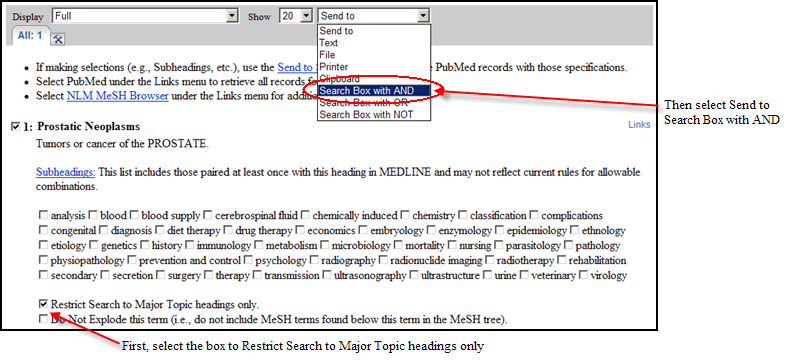 Display Full Show 20 Send to
All: 1
Send to
Text
File
Printer
Clipboard
Search Box with AND
Search Box with OR
Search Box with NOT
• If making selections (e.g., Subheadings, etc.), use the Send to PubMed records with those specifications.
• Select PubMed under the Links menu to retrieve all records
• Select NLM MeSH Browser under the Links menu for
Then select Send to
Search Box with AND
1: Prostatic Neoplasms Links
Tumors or cancer of the PROSTATE.
Subheadings: This list includes those paired at least once with this heading in MEDLINE and may not reflect current rules for allowable
combinations.
analysis blood blood supply cerebrospinal fluid chemically induced chemistry classification complications
congenital diagnosis diet therapy drug therapy economics embryology enzymology epidemiology ethnology
etiology genetics history immunology metabolism microbiology mortality nursing parasitology pathology
physiopathology prevention and control psychology radiography radionuclide imaging radiotherapy rehabilitation
secondary secretion surgery therapy transmission ultrasonography ultrastructure urine veterinary virology
Restrict Search to Major Topic headings only.
Do Not Explode this term (i.e., do not include MeSH terms found below this term in the MeSH tree).
First, select the box to Restrict Search to Major Topic headings only